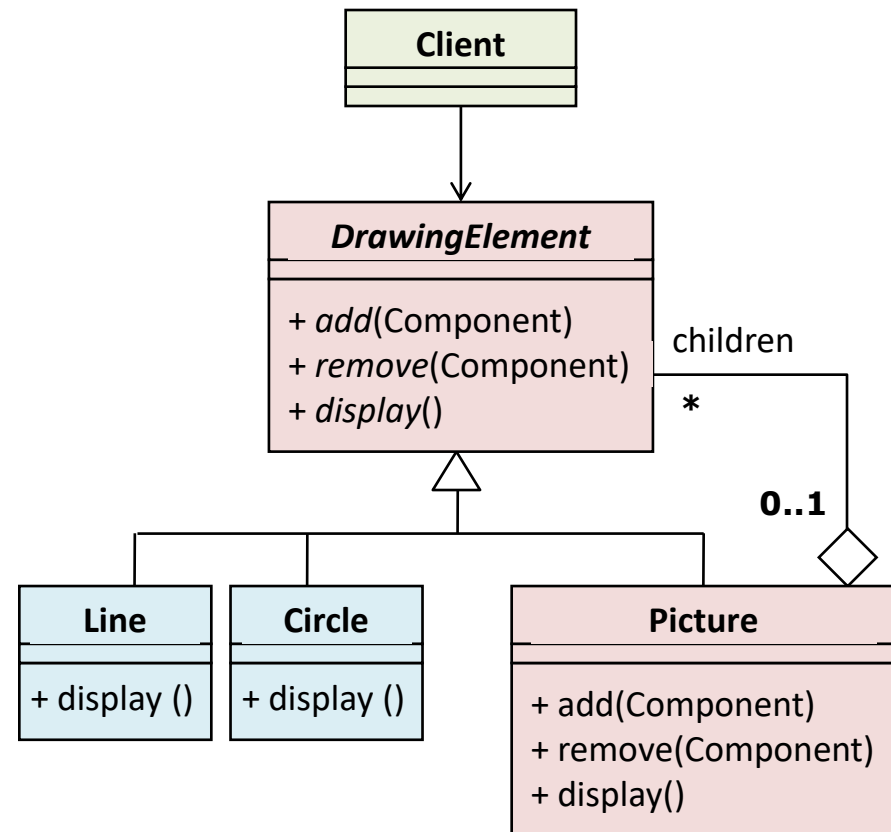 Client
DrawingElement
+ add(Component)
+ remove(Component)
+ display()
children
*
0..1
Line
+ display ()
Circle
+ display ()
Picture
+ add(Component)
+ remove(Component)
+ display()